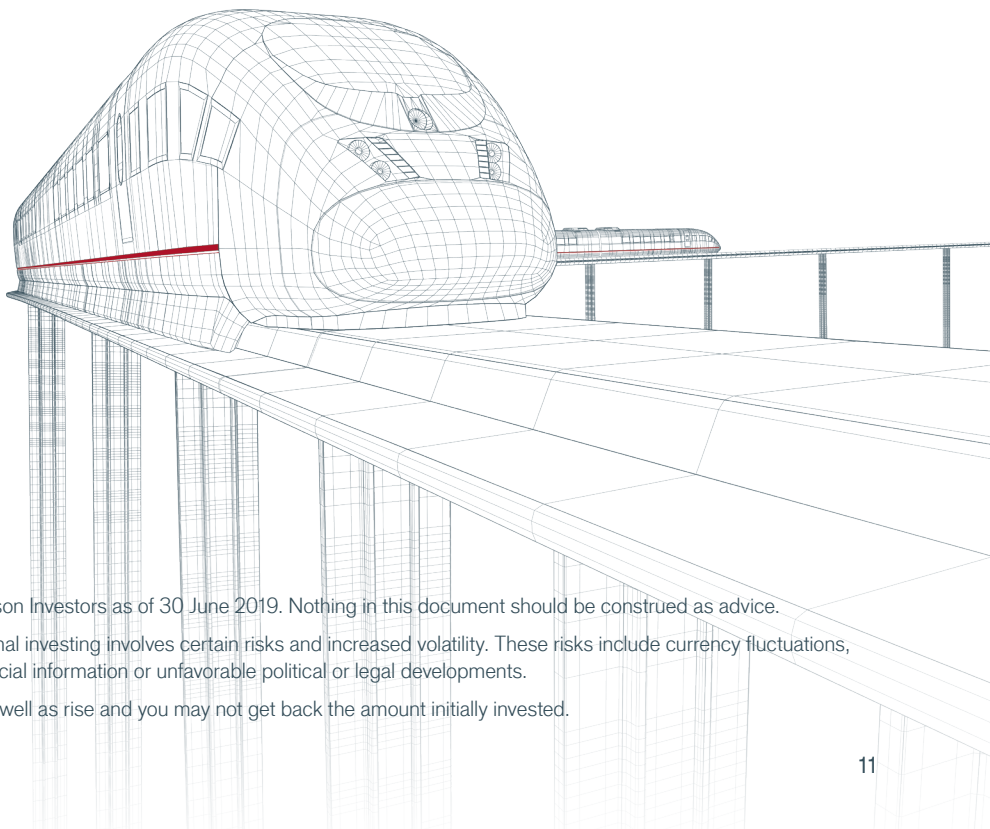 son Investors as of 30 June 2019. Nothing in this document should be construed as advice.
nal investing involves certain risks and increased volatility. These risks include currency fluctuations,
cial information or unfavorable political or legal developments.
well as rise and you may not get back the amount initially invested.
11